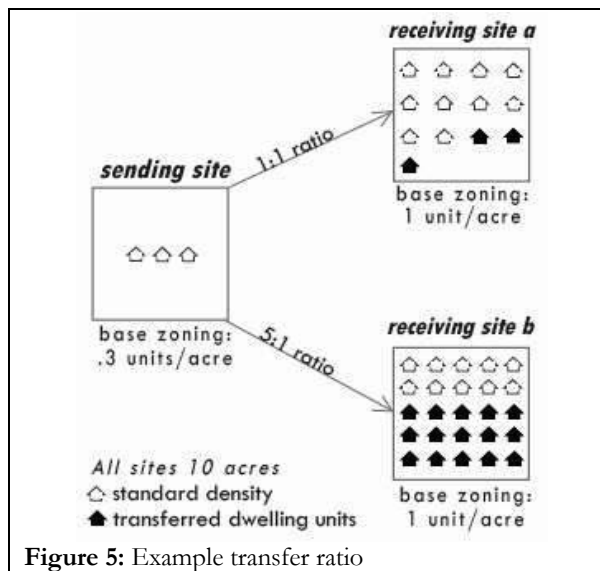 receiving site a
1:1 ratio
base zoning:
1 unit/acre
sending site
base zoning:
.3 units/acre
5:1 ratio
receiving site b
base zoning:
1 unit/acre
All sites 10 acres
standard density
transferred dwelling units
Figure 5: Example transfer ratio